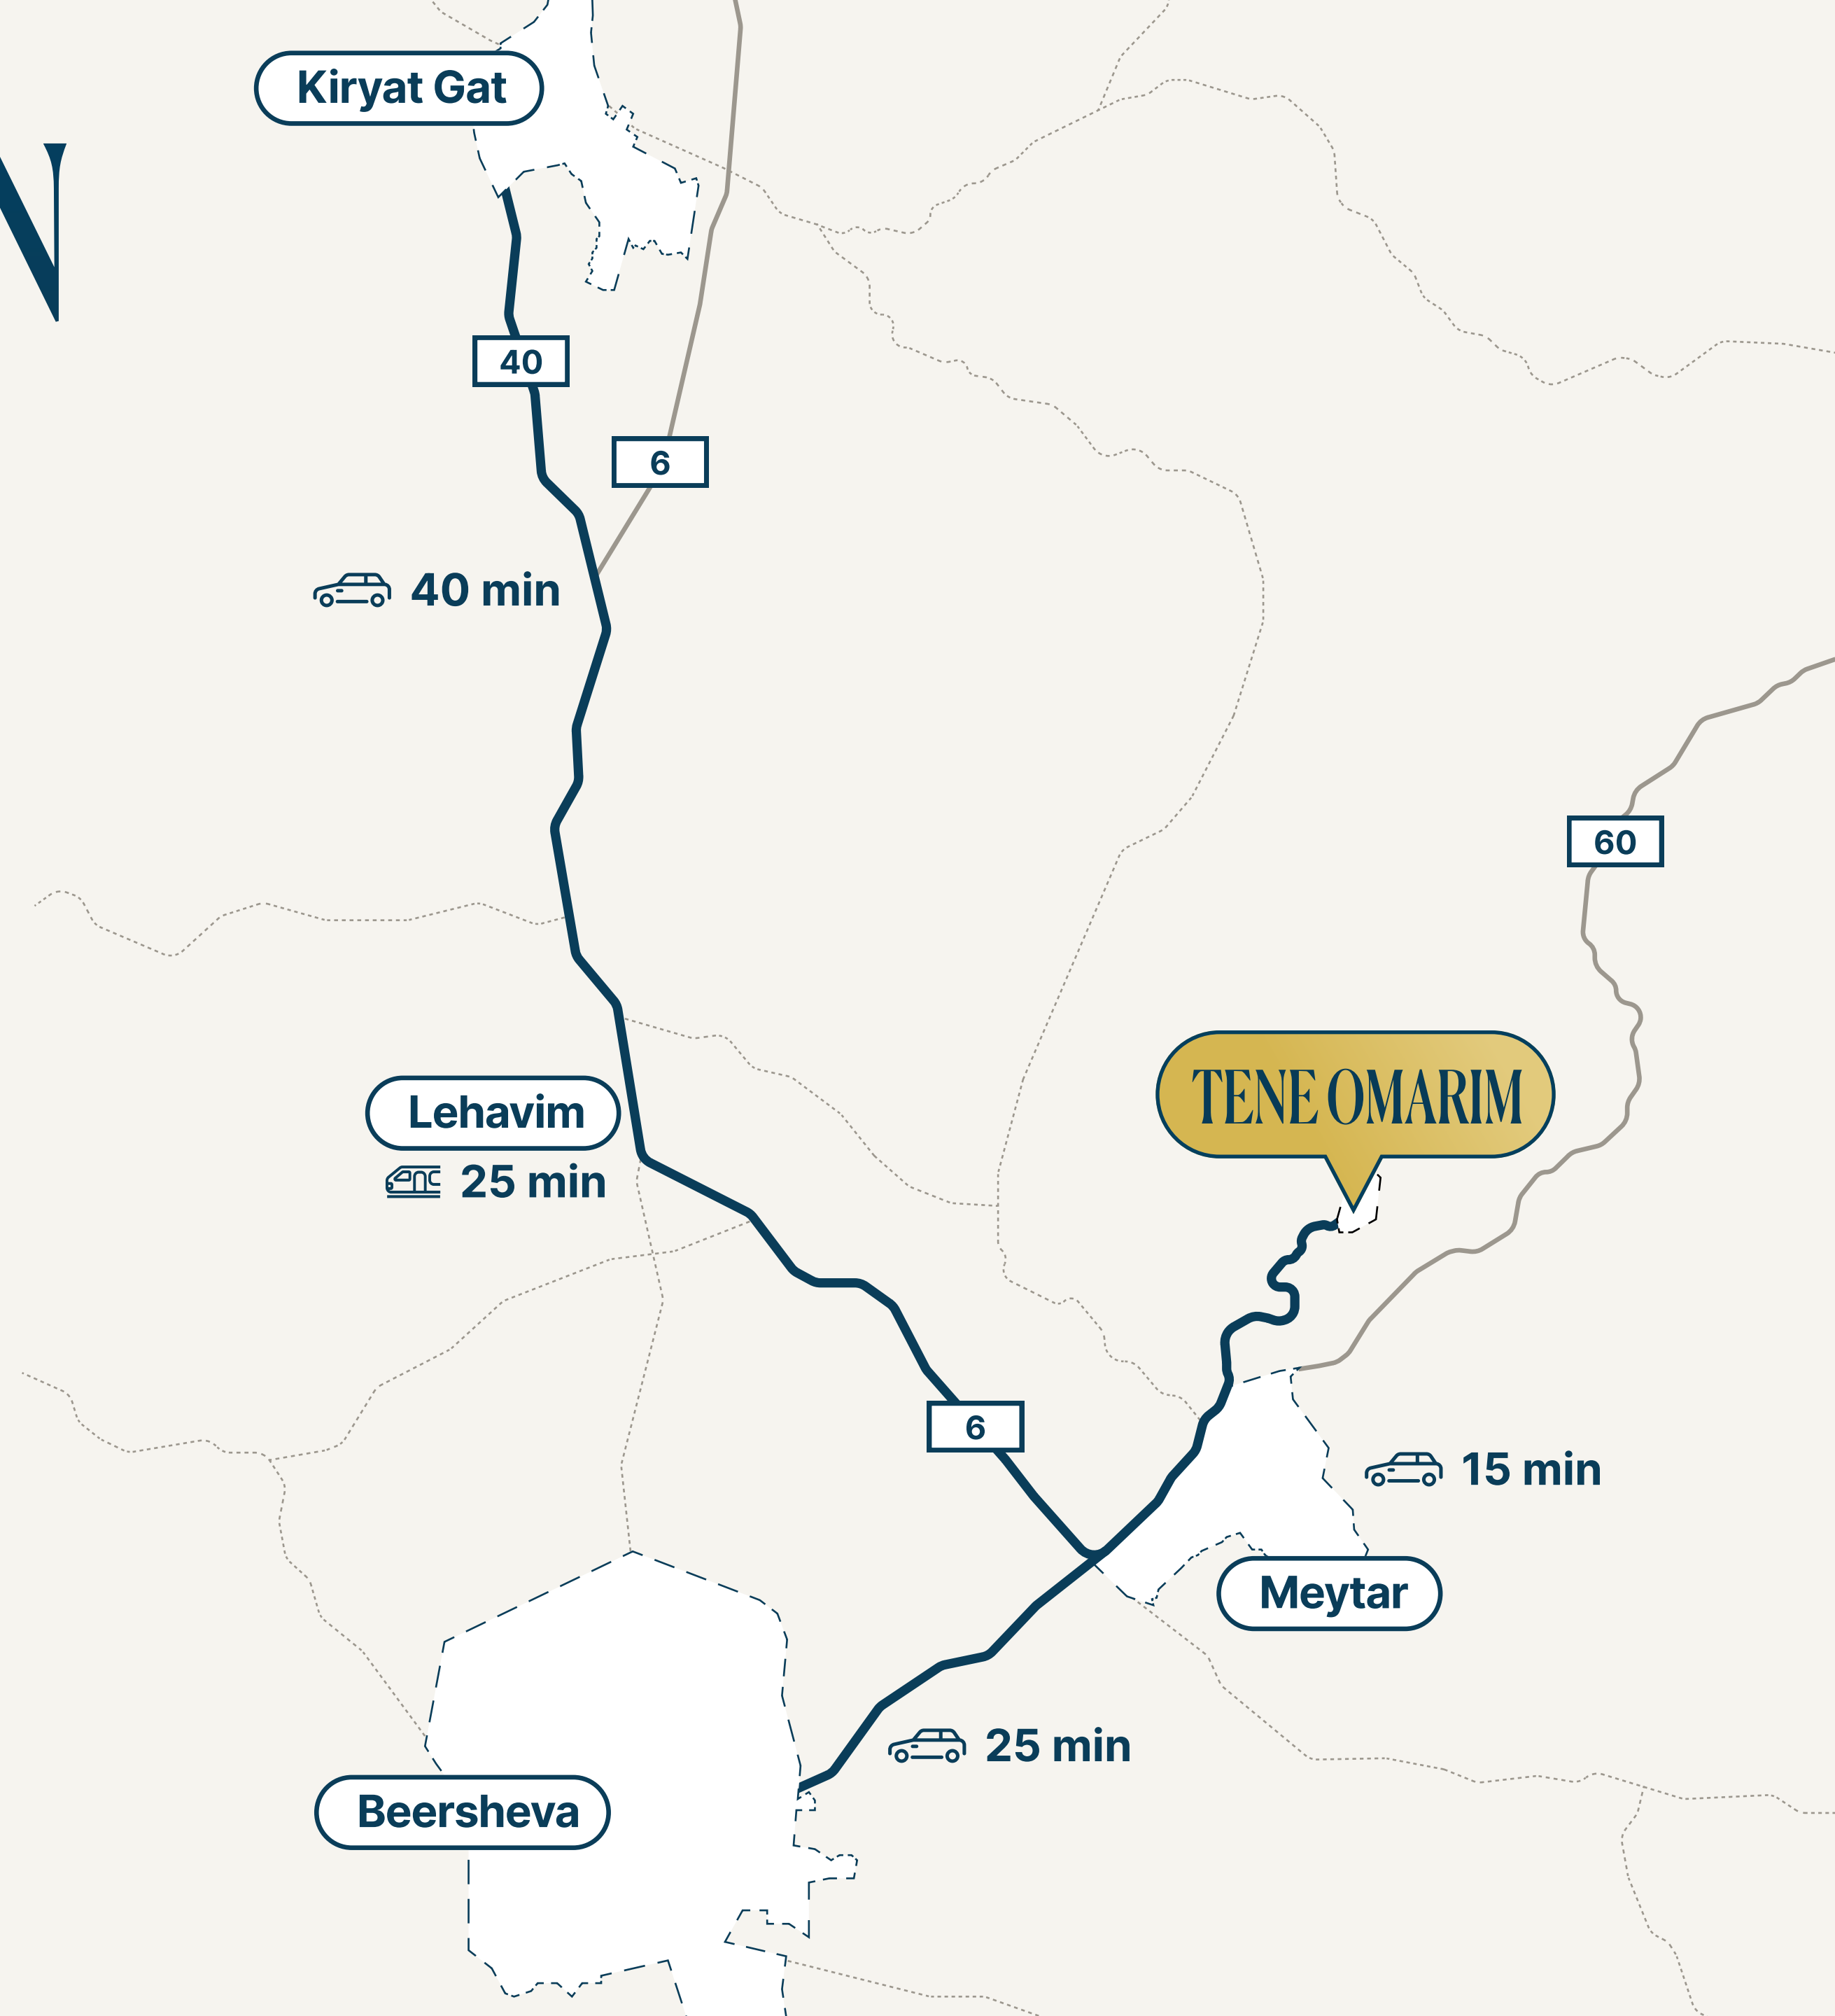 Kiryat Gat
N
40
6
40 min
60
TENE OMARIM
Lehavim
25 min
6
15 min
Meytar
25 min
Beersheva